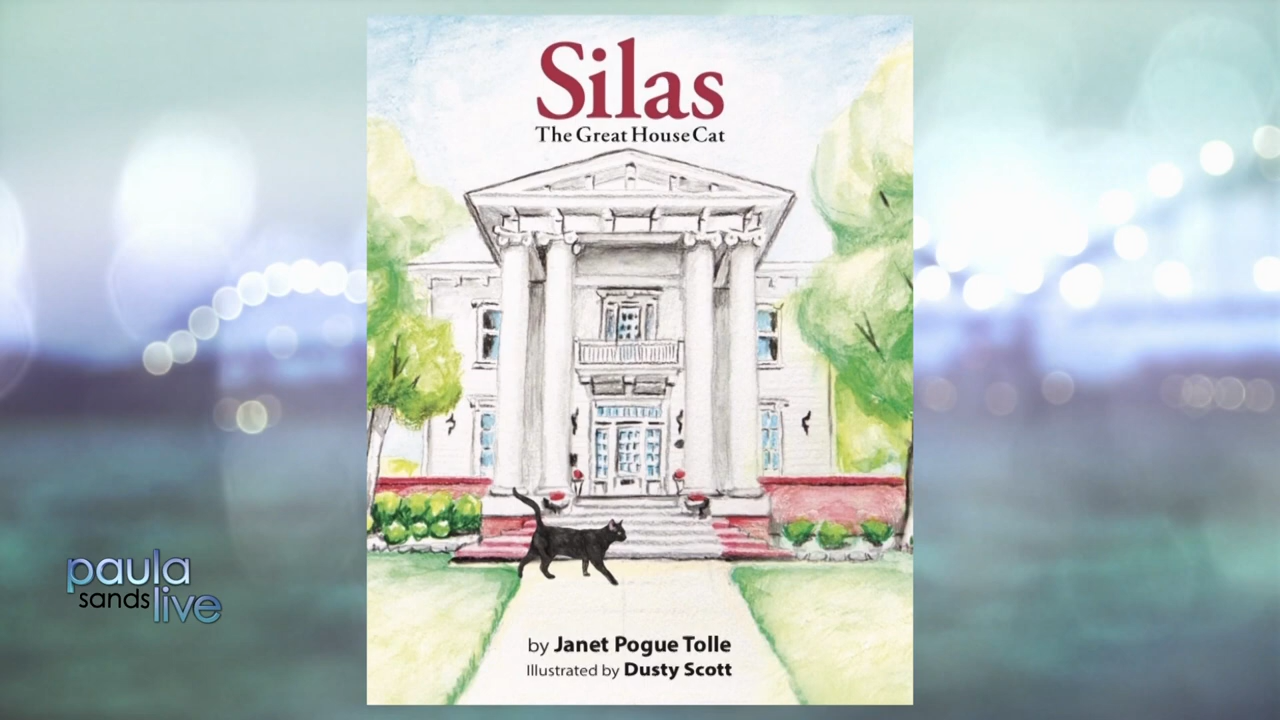 Silas
The Great House Cat
by Janet Pogue Tolle
Illustrated by Dusty Scott
paula
sands live